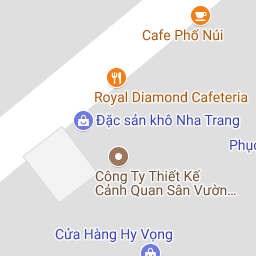 Cafe Phố Núi
Royal Diamond Cafeteria
Đặc sản khô Nha Trang
Phục
Công Ty Thiết Kế
Cảnh Quan Sân Vườn...
Cửa Hàng Hy Vọng